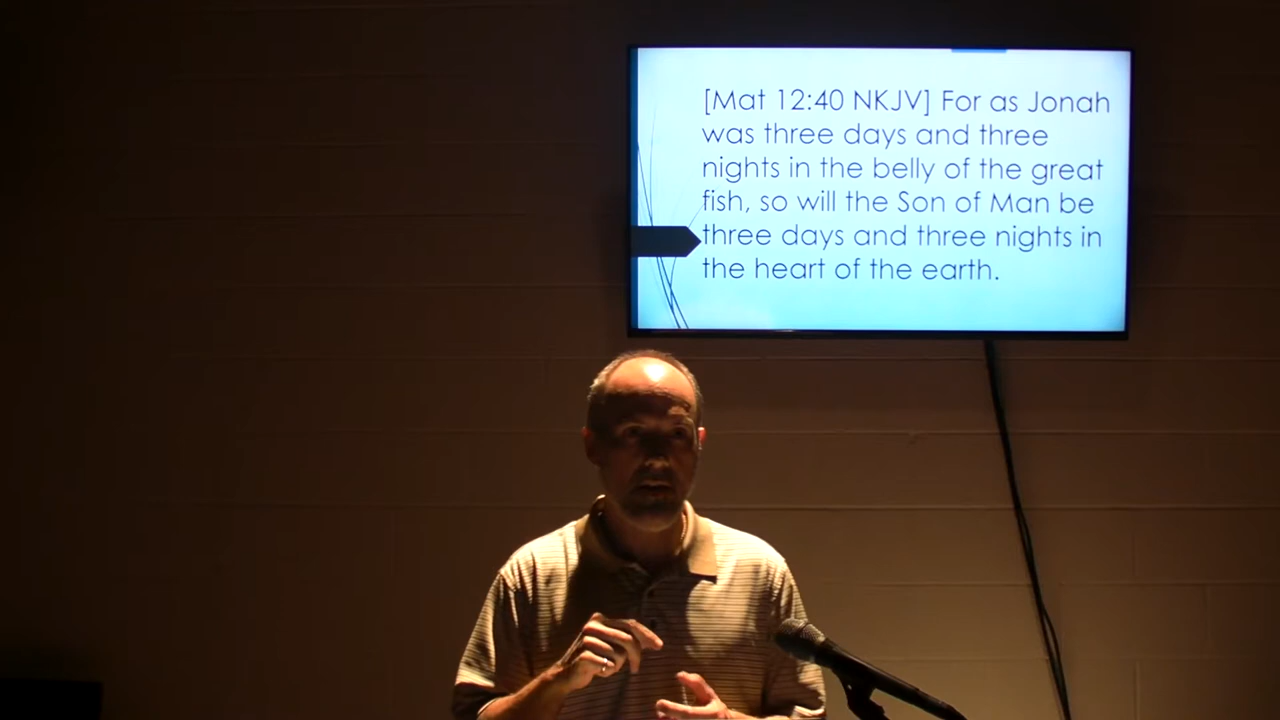 [Mat 12:40 NKJV] For as Jonah
was three days and three
nights in the belly of the great
fish, so will the Son of Man be
three days and three nights in
the heart of the earth.